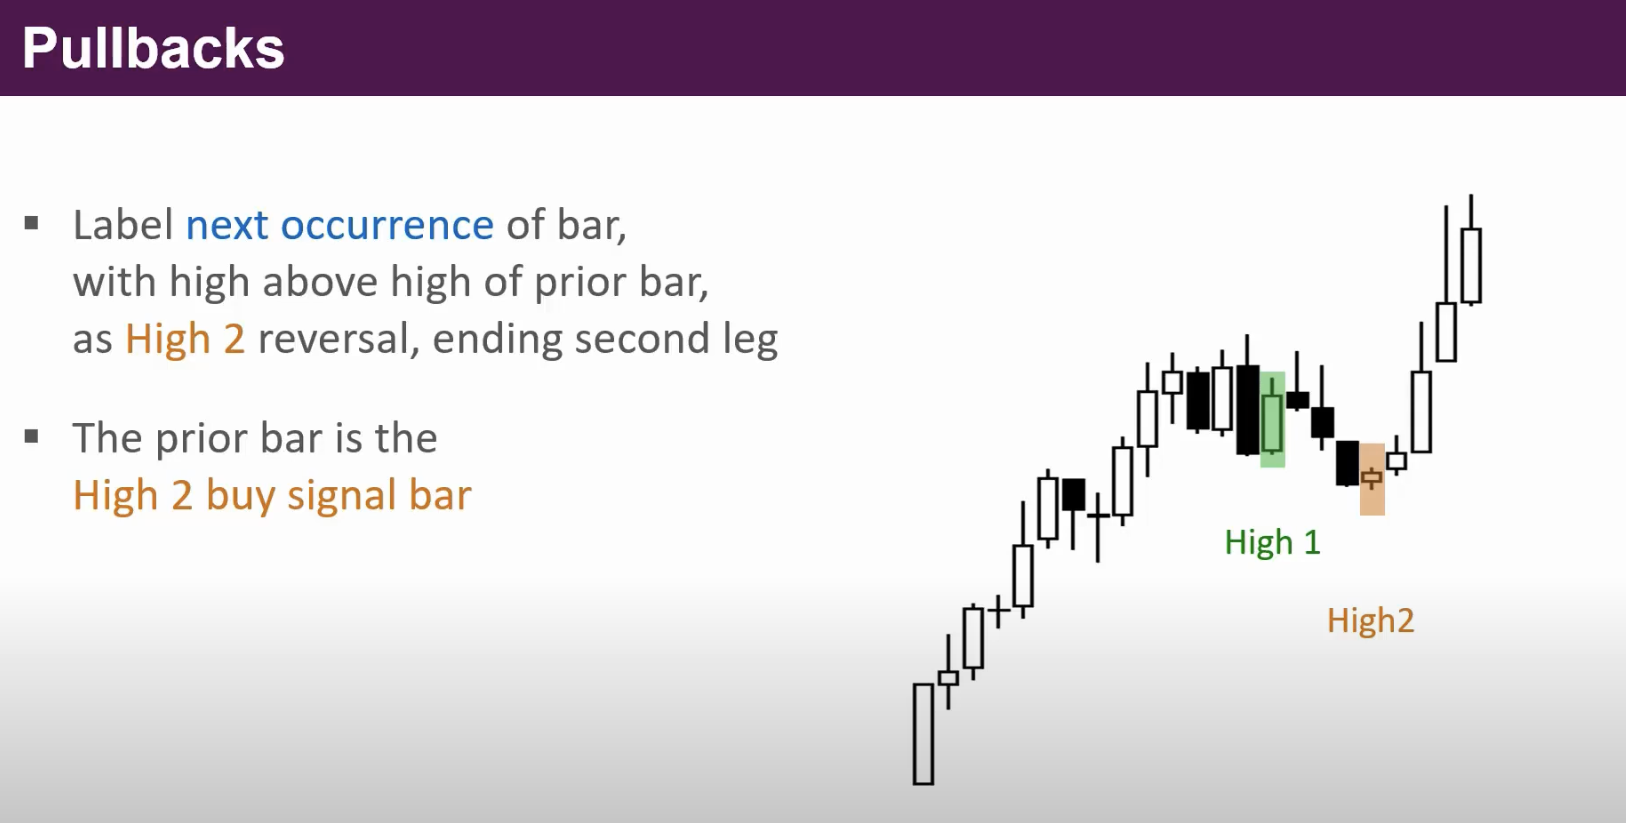 Pullbacks
▪ Label next occurrence of bar,
with high above high of prior bar,
as High 2 reversal, ending second leg
▪ The prior bar is the
High 2 buy signal bar
High 1
High2